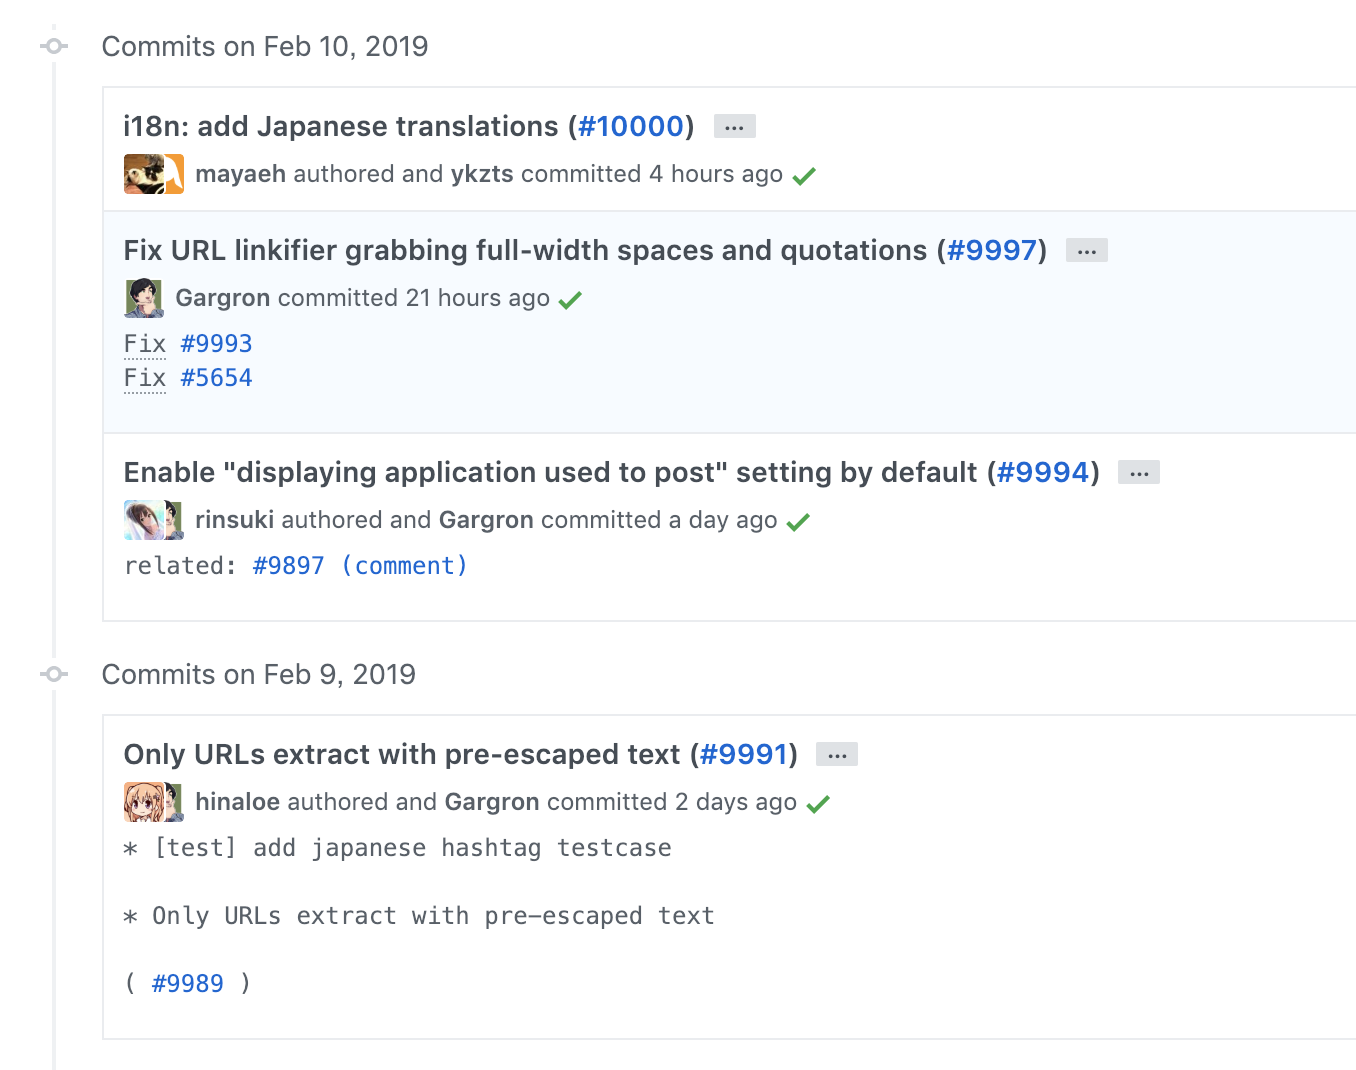 Commits on Feb 10, 2019
i18n: add Japanese translations (#10000) ...
mayaeh authored and ykzts committed 4 hours ago
Fix URL linkifier grabbing full-width spaces and quotations (#9997) ...
Gargron committed 21 hours ago
Fix #9993
Fix #5654
Enable "displaying application used to post" setting by default (#9994) ...
rinsuki authored and Gargron committed a day ago
related: #9897 (comment)
Commits on Feb 9, 2019
Only URLs extract with pre-escaped text (#9991) ...
hinaloe authored and Gargron committed 2 days ago
* [test] add japanese hashtag testcase
* Only URLs extract with pre-escaped text
( #9989 )